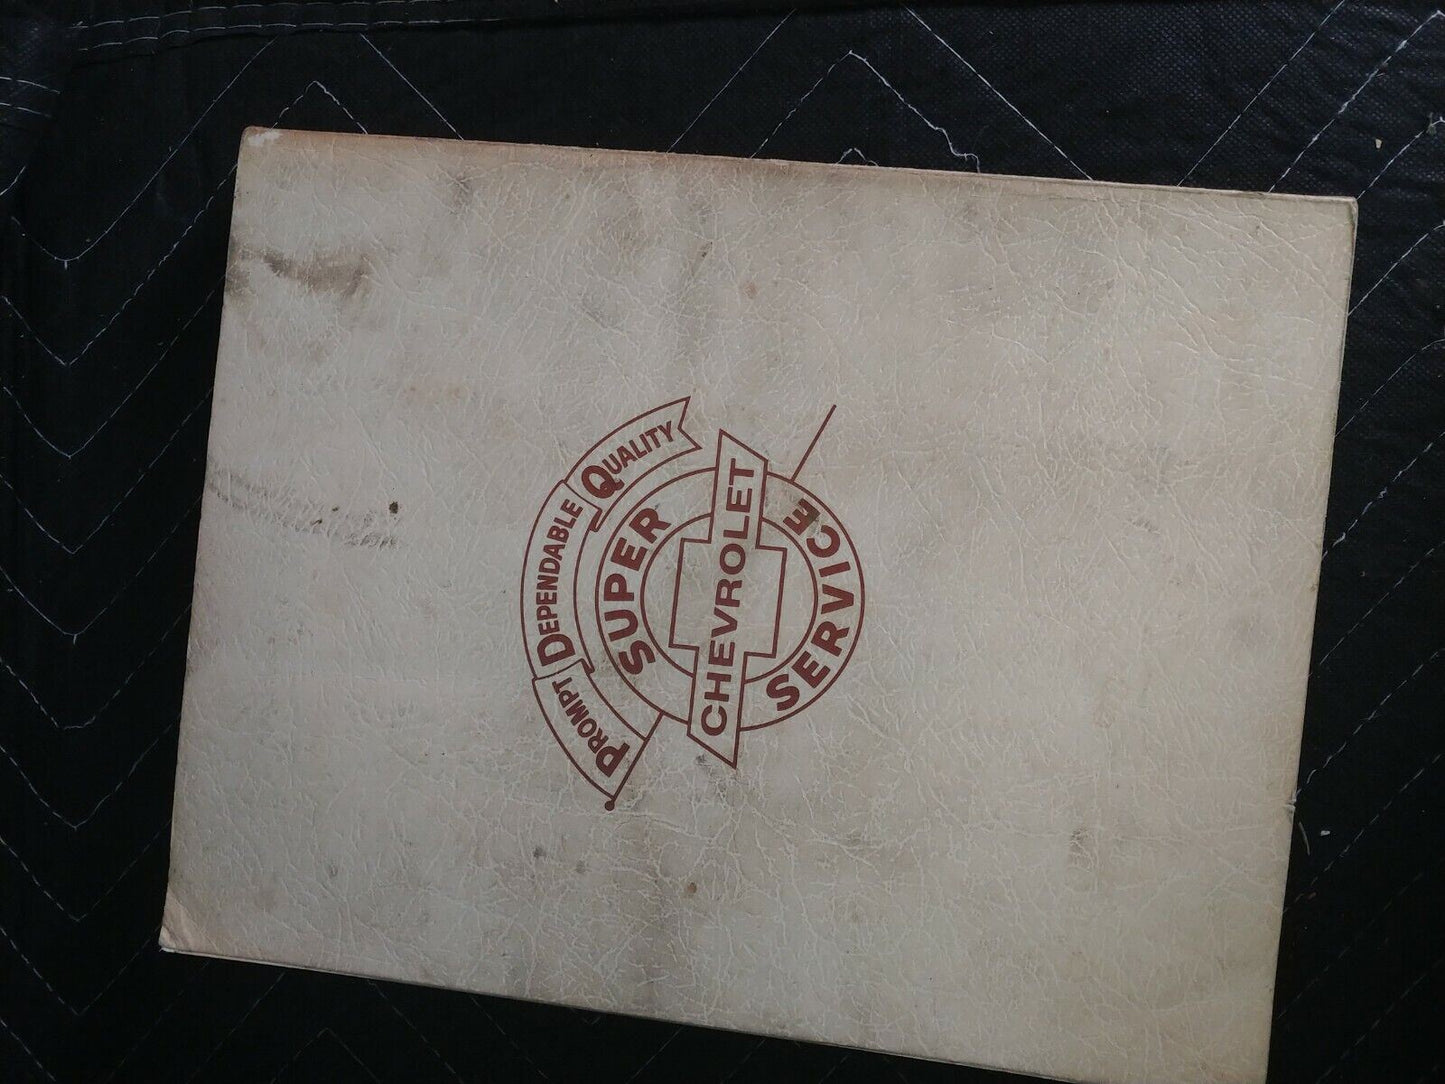 PROMPT DEPENDABLE QUALITY
SUPER
CHEVROLET
SERVICE